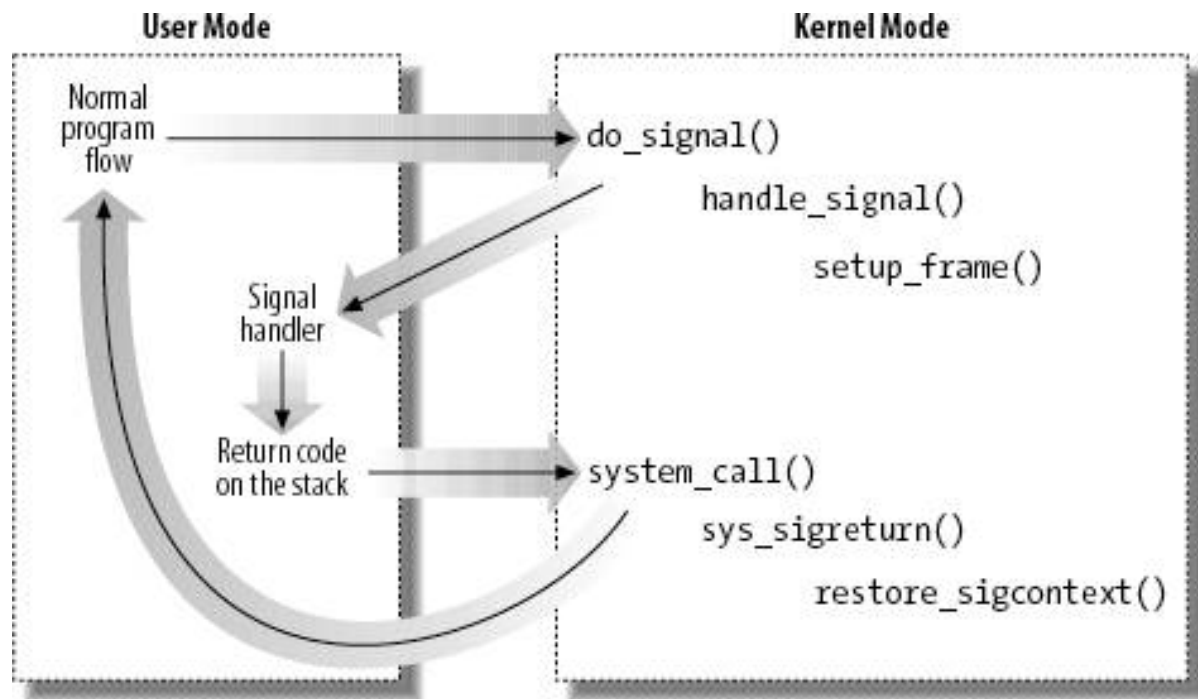 User Mode
Kernel Mode
Normal
program
flow
do_signal()
handle_signal()
setup_frame()
Signal
handler
Return code
on the stack
system_call()
sys_sigreturn()
restore_sigcontext()